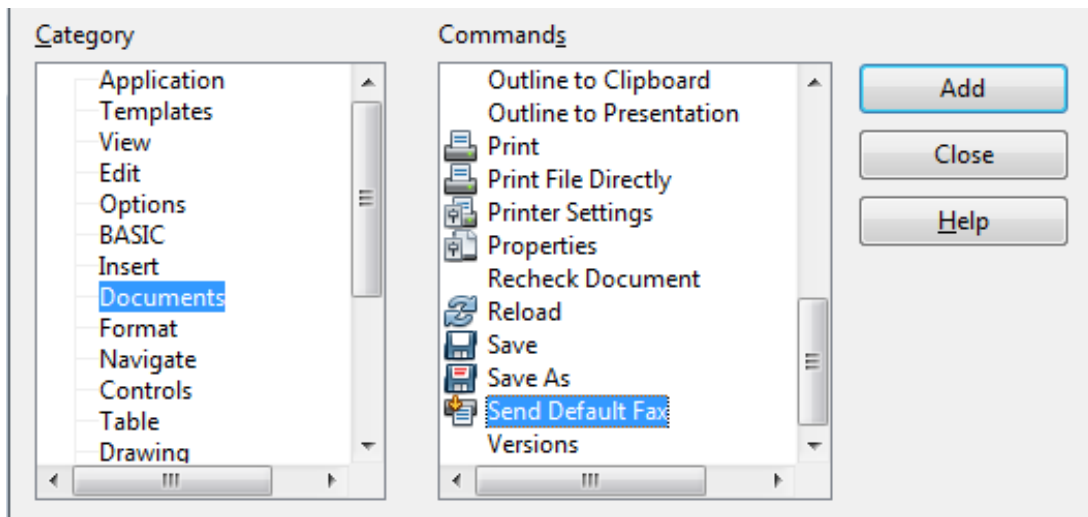 Category
Application
Templates
View
Edit
Options
BASIC
Insert
Documents
Format
Navigate
Controls
Table
Drawing
Commands
Outline to Clipboard
Outline to Presentation
Print
Print File Directly
Printer Settings
Properties
Recheck Document
Reload
Save
Save As
Send Default Fax
Versions
Add
Close
Help